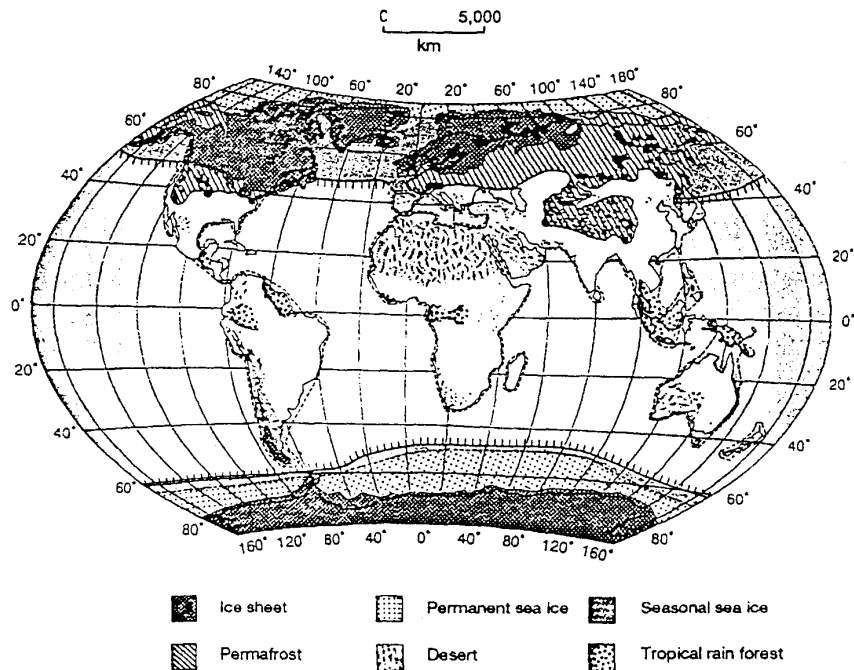 0 5,000
km
140° 100° 60° 20° 20° 60° 100° 140° 180°
80° 80°
60° 60°
40° 40°
20° 20°
0° 0°
20° 20°
40° 40°
60° 60°
80° 80°
160° 120° 80° 40° 0° 40° 80° 120° 160°
Ice sheet Permanent sea ice Seasonal sea ice
Permafrost Desert Tropical rain forest